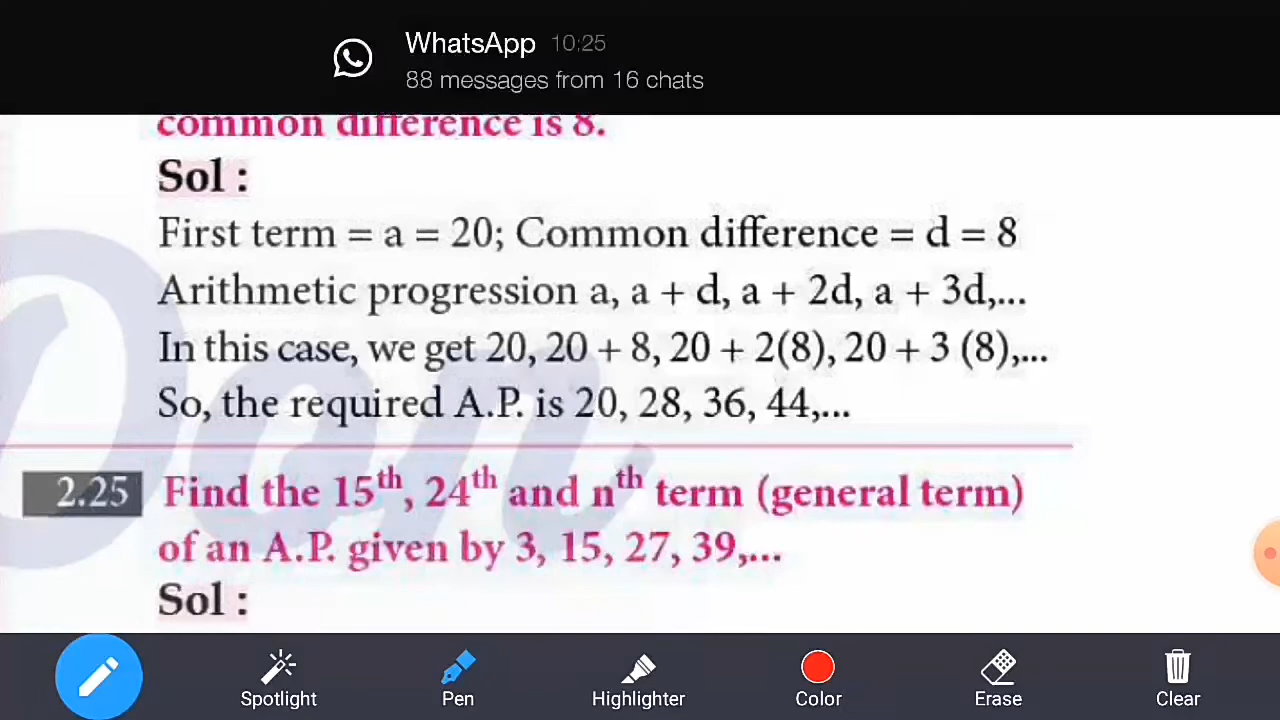 WhatsApp 10:25
88 messages from 16 chats
common difference is 8.
Sol :
First term = a = 20; Common difference = d = 8
Arithmetic progression a, a + d, a + 2d, a + 3d,...
In this case, we get 20, 20 + 8, 20 + 2(8), 20 + 3 (8),...
So, the required A.P. is 20, 28, 36, 44,...
2.25 Find the 15th, 24th and nth term (general term)
of an A.P. given by 3, 15, 27, 39,...
Sol :
Don
Spotlight Pen Highlighter Color Erase Clear